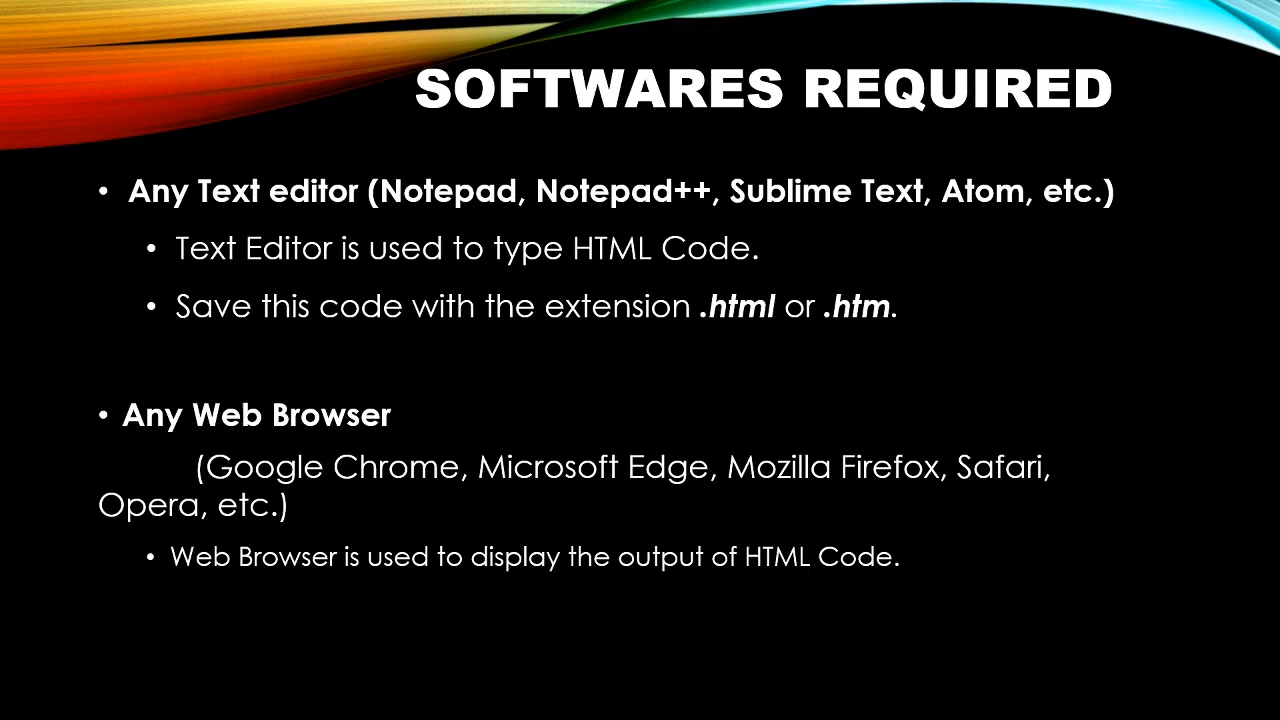 SOFTWARES REQUIRED
• Any Text editor (Notepad, Notepad++, Sublime Text, Atom, etc.)
• Text Editor is used to type HTML Code.
• Save this code with the extension .html or .htm.
• Any Web Browser
(Google Chrome, Microsoft Edge, Mozilla Firefox, Safari,
Opera, etc.)
• Web Browser is used to display the output of HTML Code.